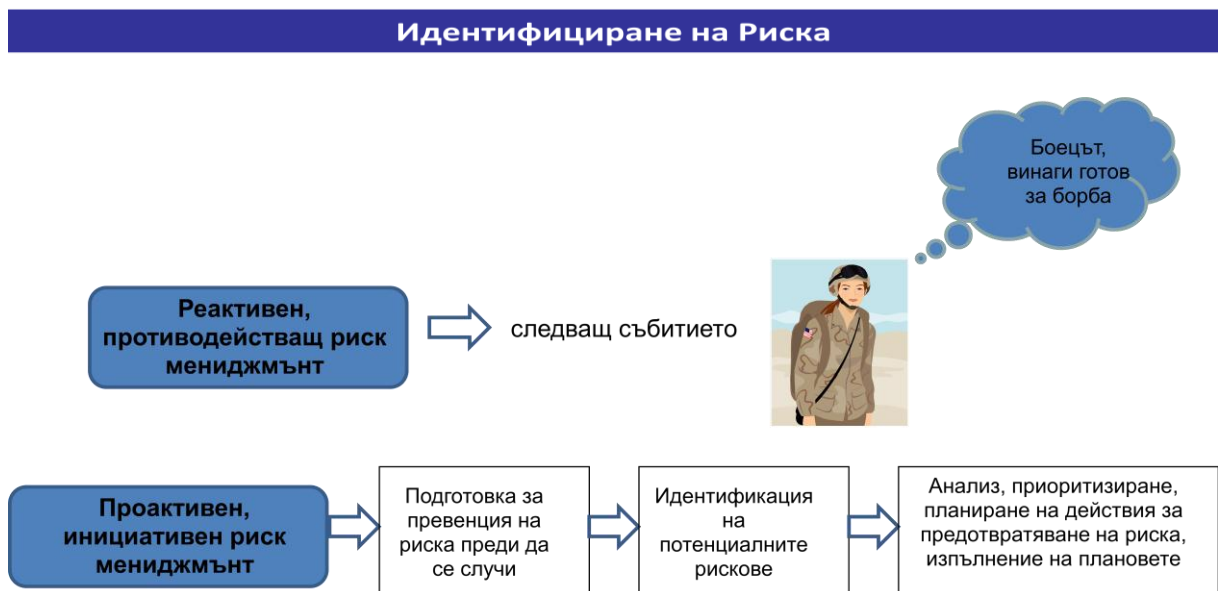 Идентифициране на Риска
Боецът,
винаги готов
за борба
Реактивен,
противодействащ риск
мениджмънт
следващ събитието
Проактивен,
инициативен риск
мениджмънт
Подготовка за
превенция на
риска преди да
се случи
Идентификация
на
потенциалните
рискове
Анализ, приоритизиране,
планиране на действия за
предотвратяване на риска,
изпълнение на плановете